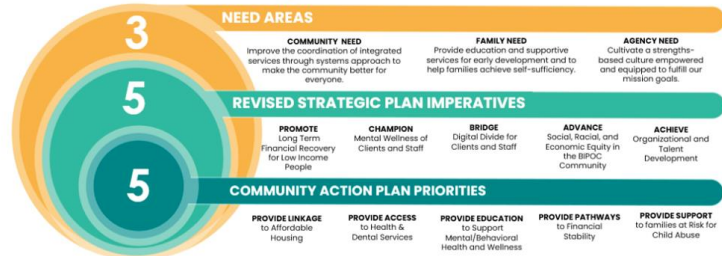 3
NEED AREAS
COMMUNITY NEED
Improve the coordination of integrated
services through systems approach to
make the community better for
everyone.
FAMILY NEED
Provide education and supportive
services for early development and to
help families achieve self-sufficiency.
AGENCY NEED
Cultivate a strengths-
based culture empowered
and equipped to fulfill our
mission goals.
5
REVISED STRATEGIC PLAN IMPERATIVES
PROMOTE
Long Term
Financial Recovery
for Low Income
People
CHAMPION
Mental Wellness of
Clients and Staff
BRIDGE
Digital Divide for
Clients and Staff
ADVANCE
Social, Racial, and
Economic Equity in
the BIPOC
Community
ACHIEVE
Organizational and
Talent
Development
5
COMMUNITY ACTION PLAN PRIORITIES
PROVIDE LINKAGE
to Affordable
Housing
PROVIDE ACCESS
to Health &
Dental Services
PROVIDE EDUCATION
to Support
Mental/Behavioral
Health and Wellness
PROVIDE PATHWAYS
to Financial
Stability
PROVIDE SUPPORT
to families at Risk for
Child Abuse